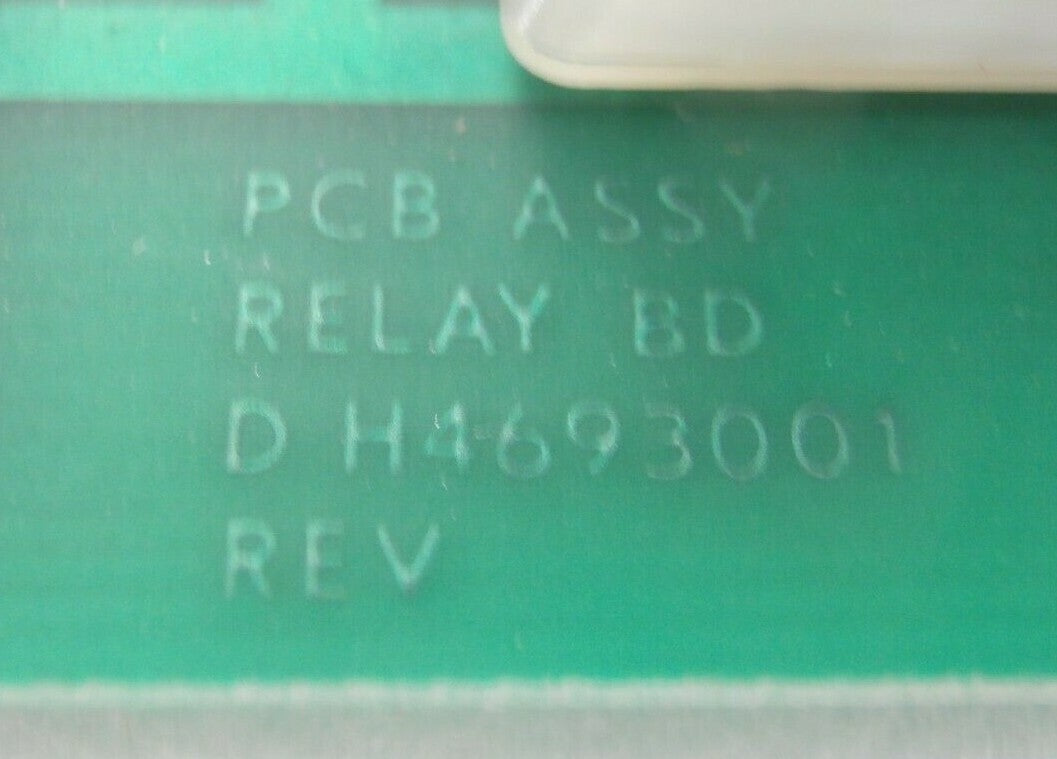 PCB ASSY
RELAY BD
D H4693001
REV